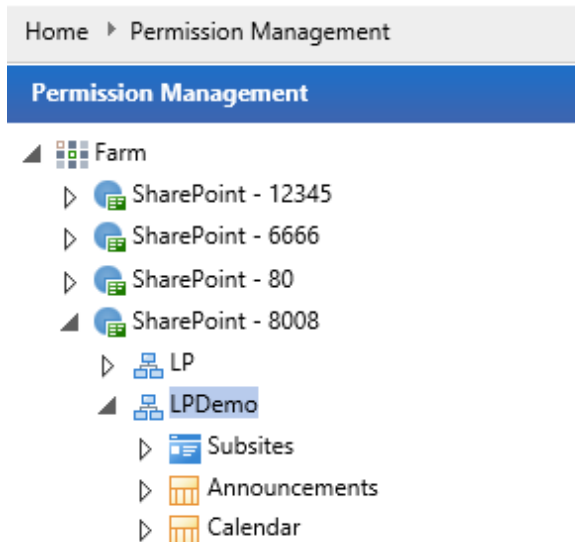 Home Permission Management
Permission Management
Farm
SharePoint - 12345
SharePoint - 6666
SharePoint - 80
SharePoint - 8008
LP
LPDemo
Subsites
Announcements
Calendar